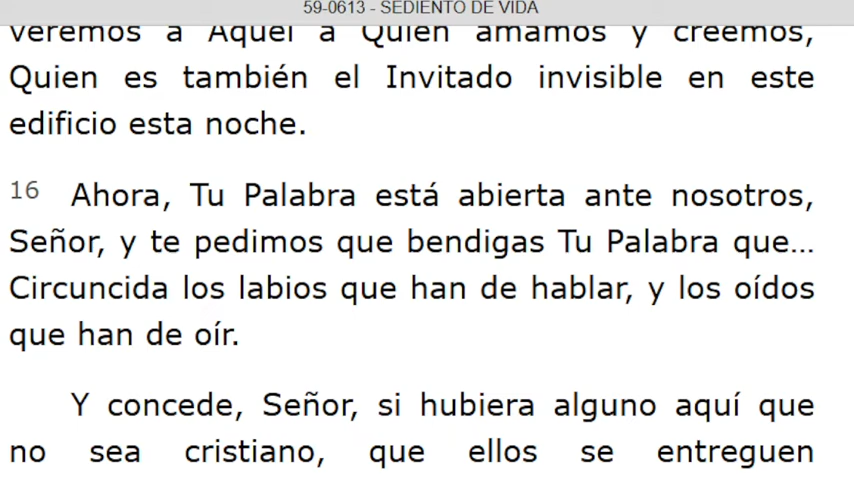 59-0613 - SEDIENTO DE VIDA
veremos a Aquel a Quien amamos y creemos,
Quien es también el Invitado invisible en este
edificio esta noche.
16 Ahora, Tu Palabra está abierta ante nosotros,
Señor, y te pedimos que bendigas Tu Palabra que…
Circuncida los labios que han de hablar, y los oídos
que han de oír.
Y concede, Señor, si hubiera alguno aquí que
no sea cristiano, que ellos se entreguen